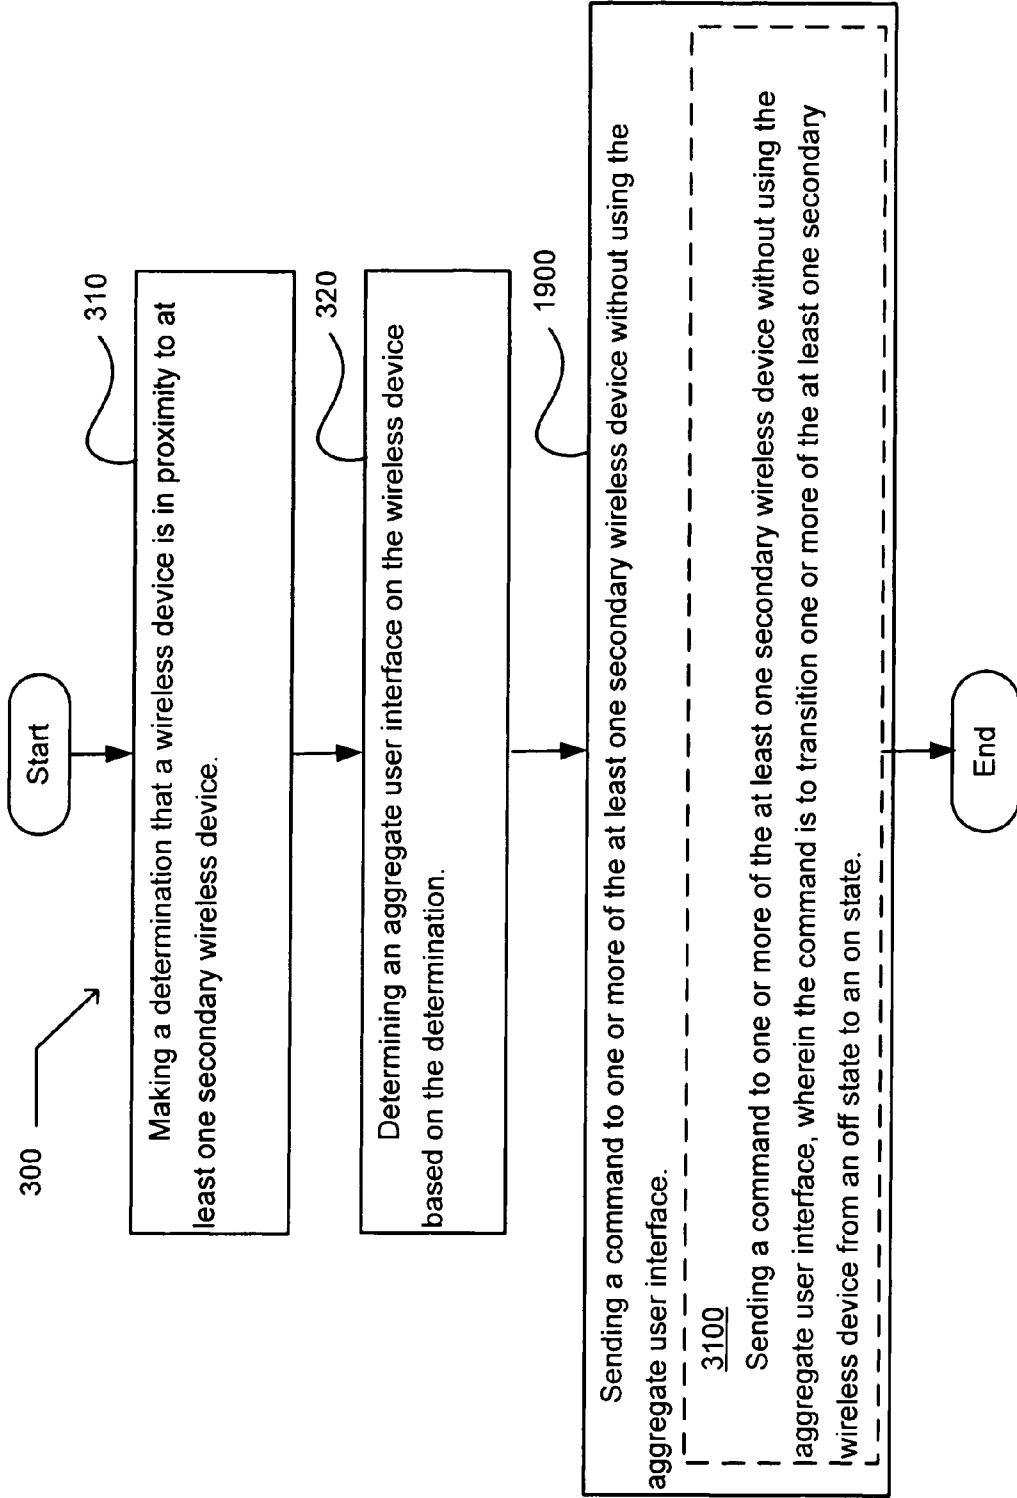 300
Start
310
Making a determination that a wireless device is in proximity to at
least one secondary wireless device.
320
Determining an aggregate user interface on the wireless device
based on the determination.
1900
Sending a command to one or more of the at least one secondary wireless device without using the
aggregate user interface.
3100
Sending a command to one or more of the at least one secondary wireless device without using the
aggregate user interface, wherein the command is to transition one or more of the at least one secondary
wireless device from an off state to an on state.
End